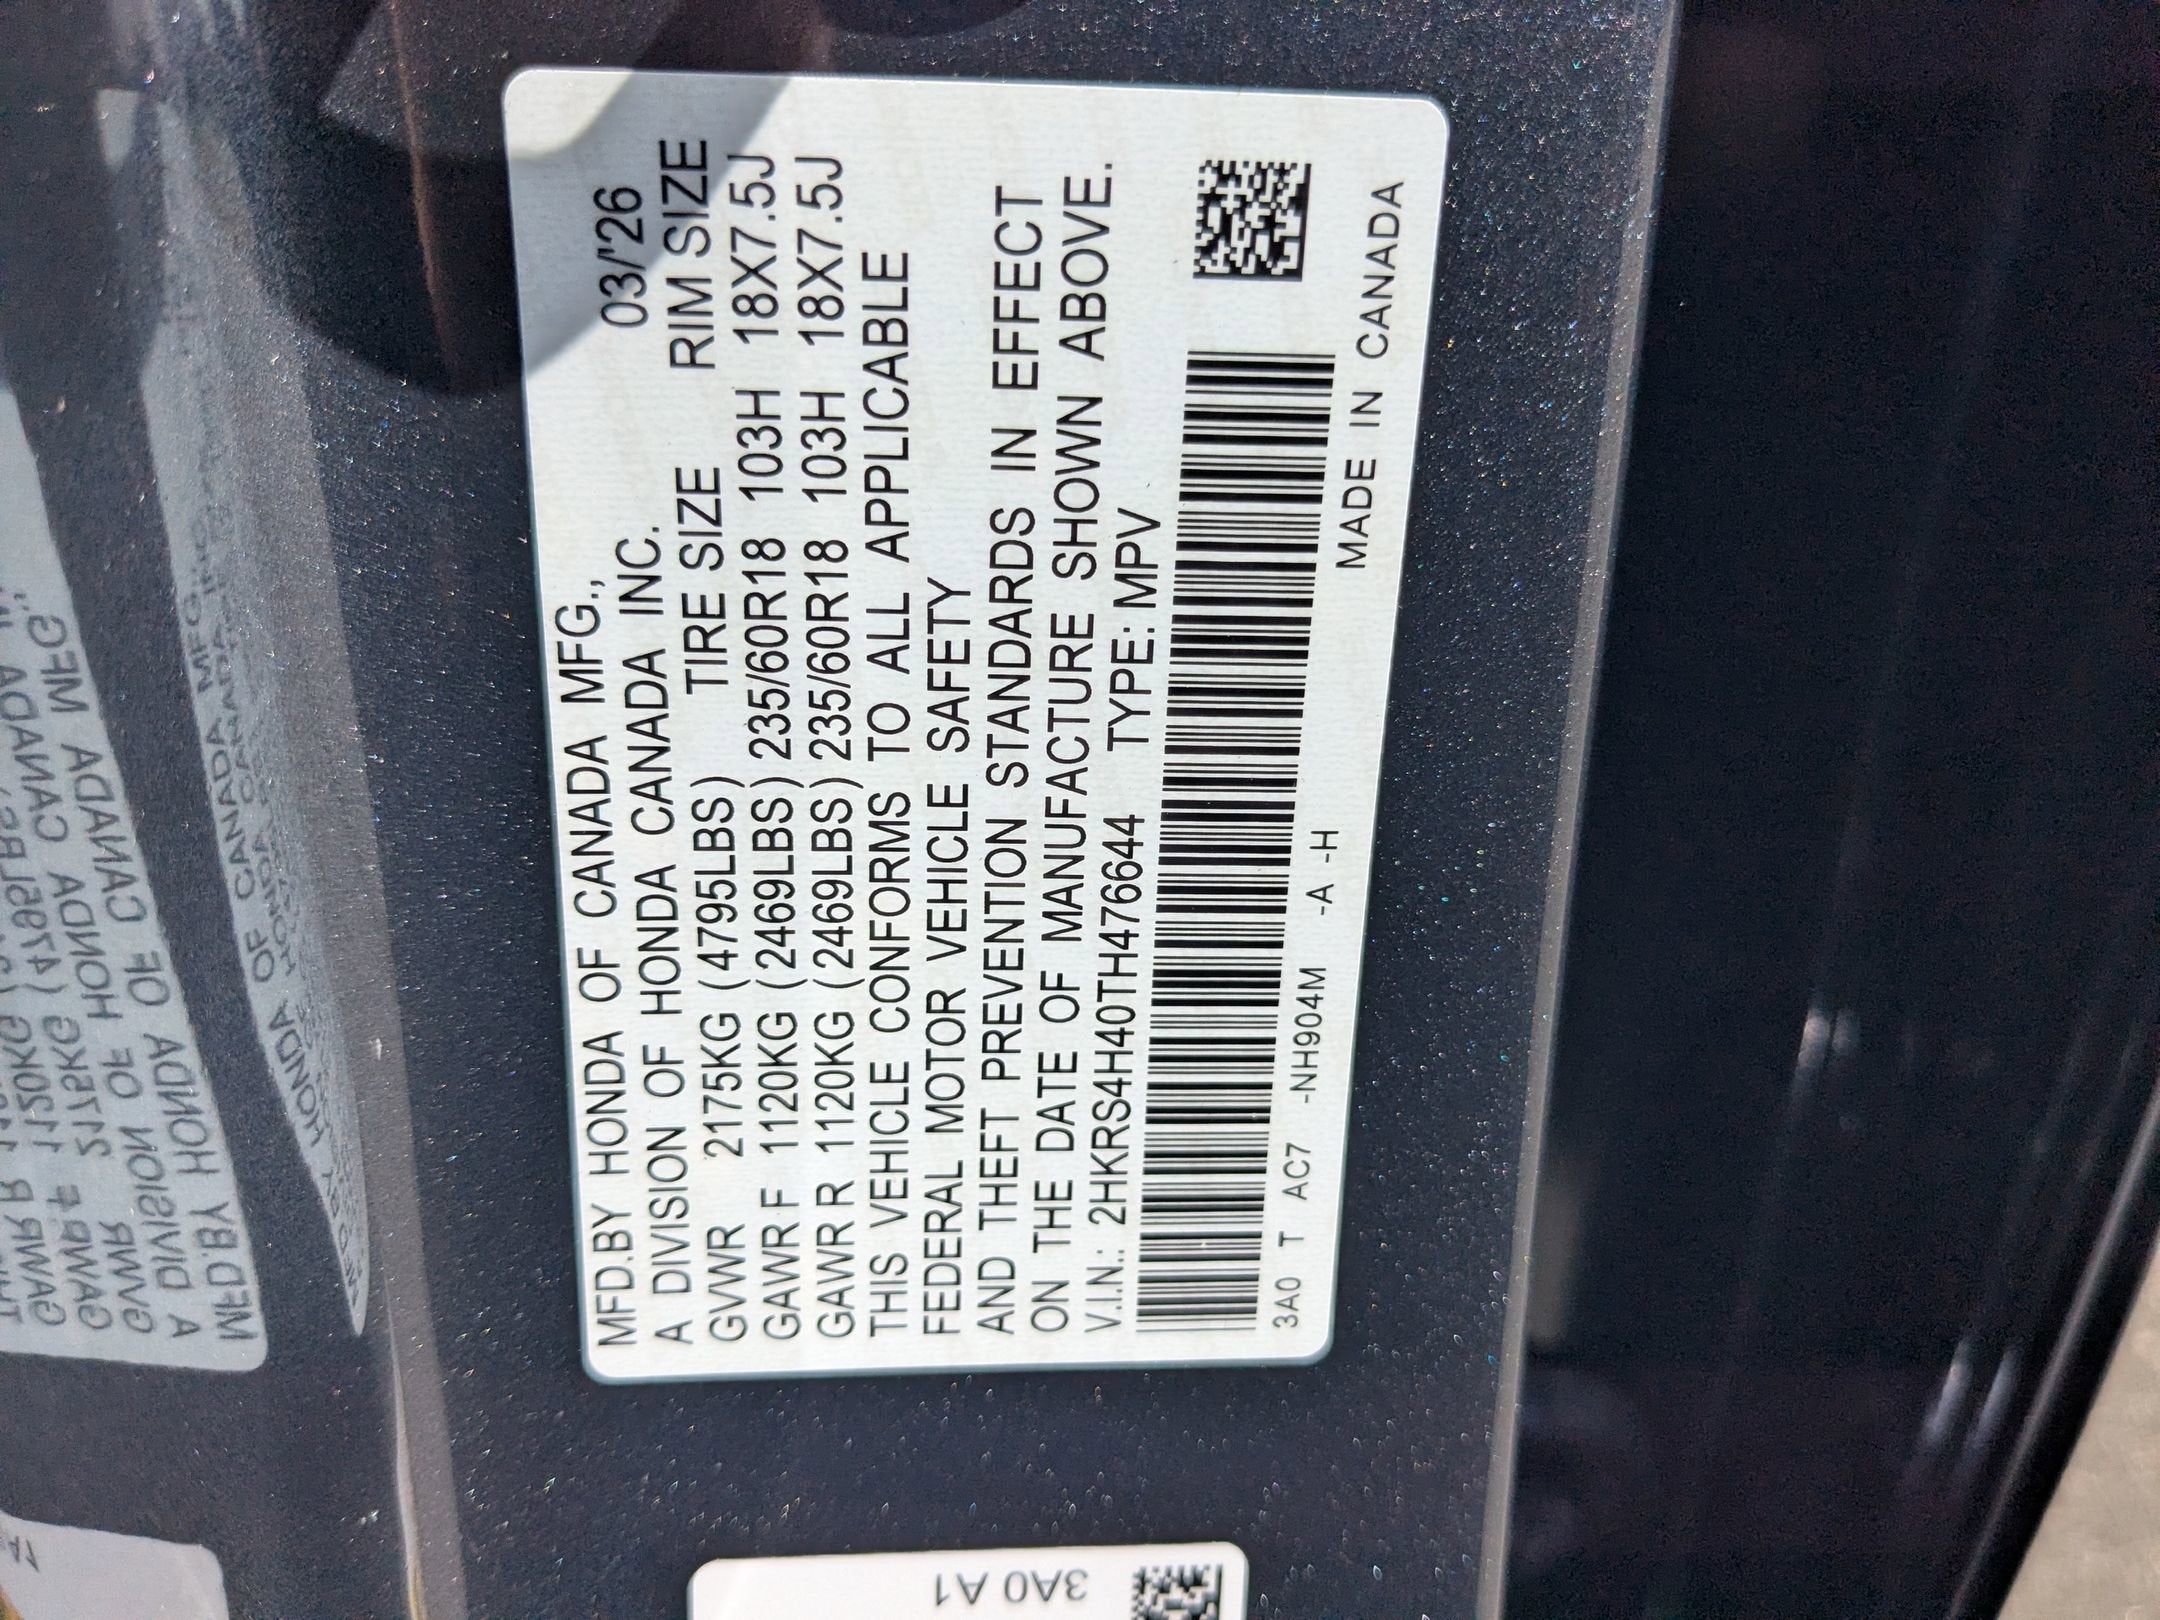 MFD.BY HONDA OF CANADA MFG.,
03/'26
A DIVISION OF HONDA CANADA INC.
TIRE SIZE RIM SIZE
GVWR 2175KG (4795LBS)
GAWR F 1120KG (2469LBS) 235/60R18 103H 18X7.5J
GAWR R 1120KG (2469LBS) 235/60R18 103H 18X7.5J
THIS VEHICLE CONFORMS TO ALL APPLICABLE
FEDERAL MOTOR VEHICLE SAFETY
AND THEFT PREVENTION STANDARDS IN EFFECT
ON THE DATE OF MANUFACTURE SHOWN ABOVE.
V.I.N.: 2HKRS4H40TH476644 TYPE: MPV
3A0 T AC7 -NH904M -A -H
MADE IN CANADA
3A0 A1